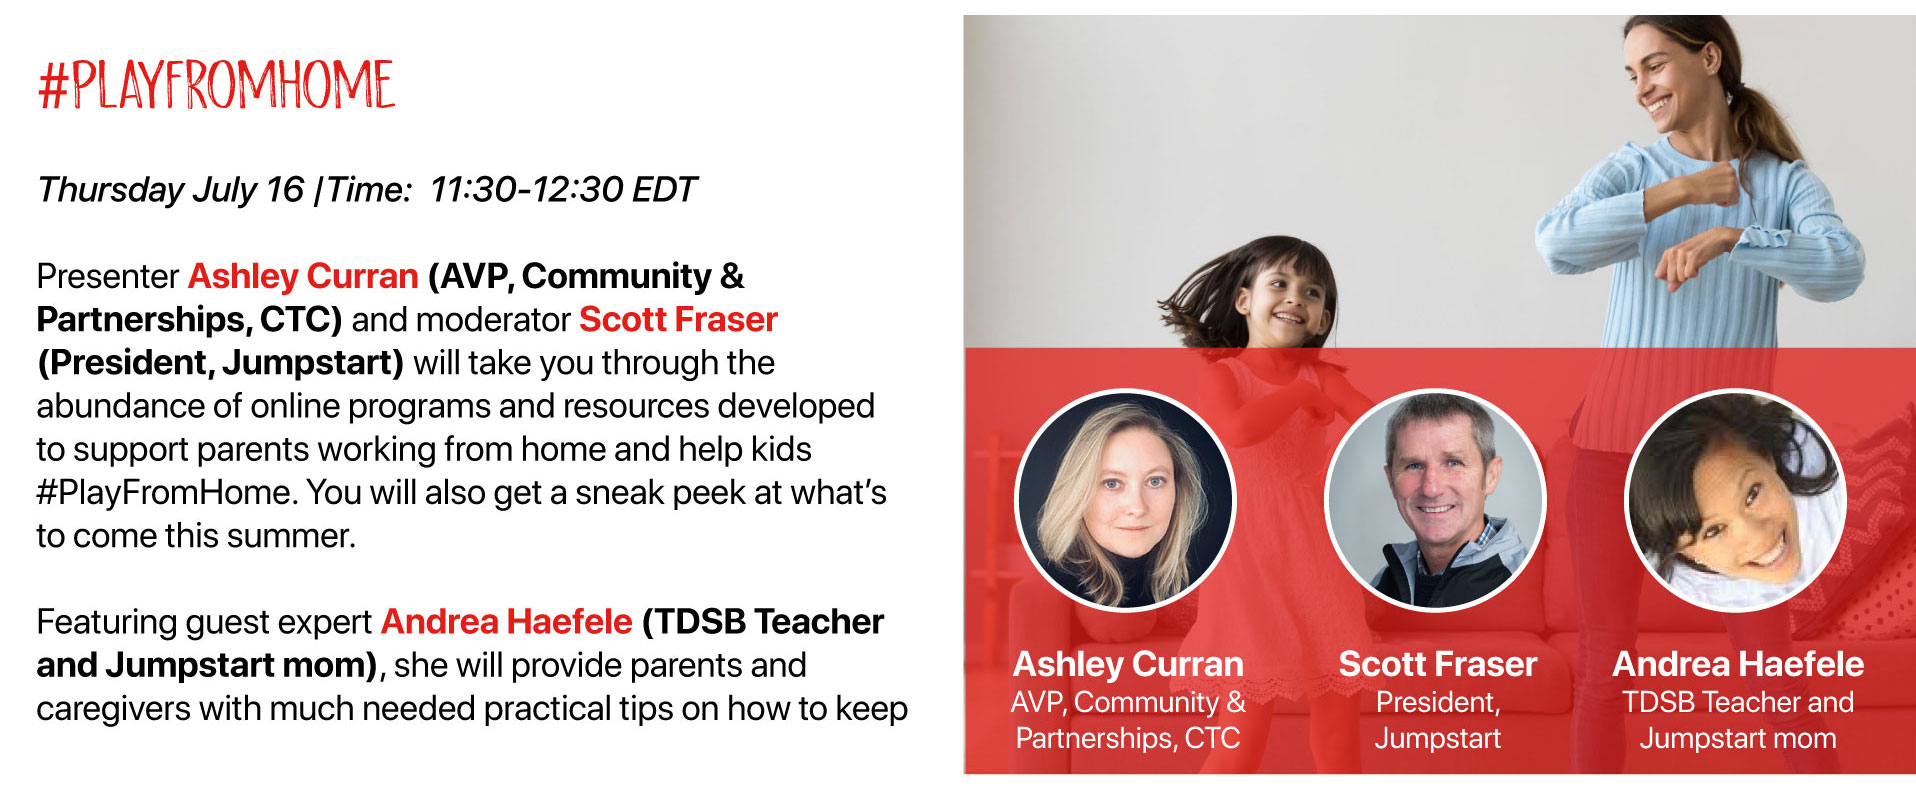 #PLAYFROMHOME
Thursday July 16 |Time:  11:30-12:30 EDT
Presenter Ashley Curran (AVP, Community &
Partnerships, CTC) and moderator Scott Fraser
(President, Jumpstart) will take you through the
abundance of online programs and resources developed
to support parents working from home and help kids
#PlayFromHome. You will also get a sneak peek at what’s
to come this summer.
Featuring guest expert Andrea Haefele (TDSB Teacher
and Jumpstart mom), she will provide parents and
caregivers with much needed practical tips on how to keep
Ashley Curran
AVP, Community &
Partnerships, CTC
Scott Fraser
President,
Jumpstart
Andrea Haefele
TDSB Teacher and
Jumpstart mom